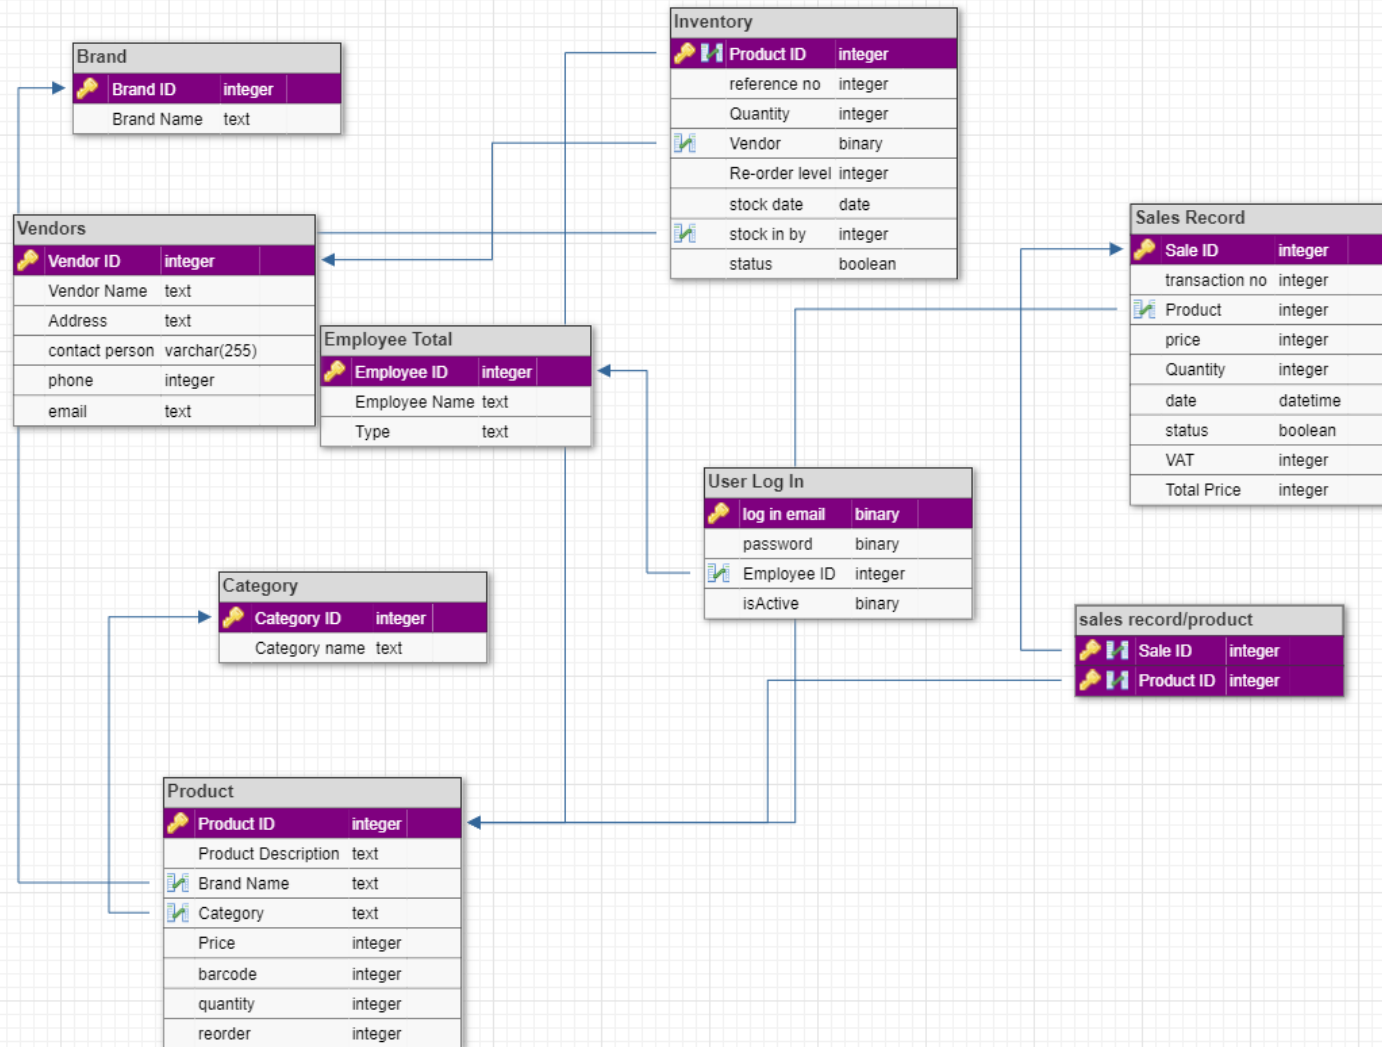 Brand
Brand ID integer
Brand Name text
Inventory
Product ID integer
reference no integer
Quantity integer
Vendor binary
Re-order level integer
stock date date
stock in by integer
status boolean
Vendors
Vendor ID integer
Vendor Name text
Address text
contact person varchar(255)
phone integer
email text
Sales Record
Sale ID integer
transaction no integer
Product integer
price integer
Quantity integer
date datetime
status boolean
VAT integer
Total Price integer
Employee Total
Employee ID integer
Employee Name text
Type text
User Log In
log in email binary
password binary
Employee ID integer
isActive binary
Category
Category ID integer
Category name text
sales record/product
Sale ID integer
Product ID integer
Product
Product ID integer
Product Description text
Brand Name text
Category text
Price integer
barcode integer
quantity integer
reorder integer